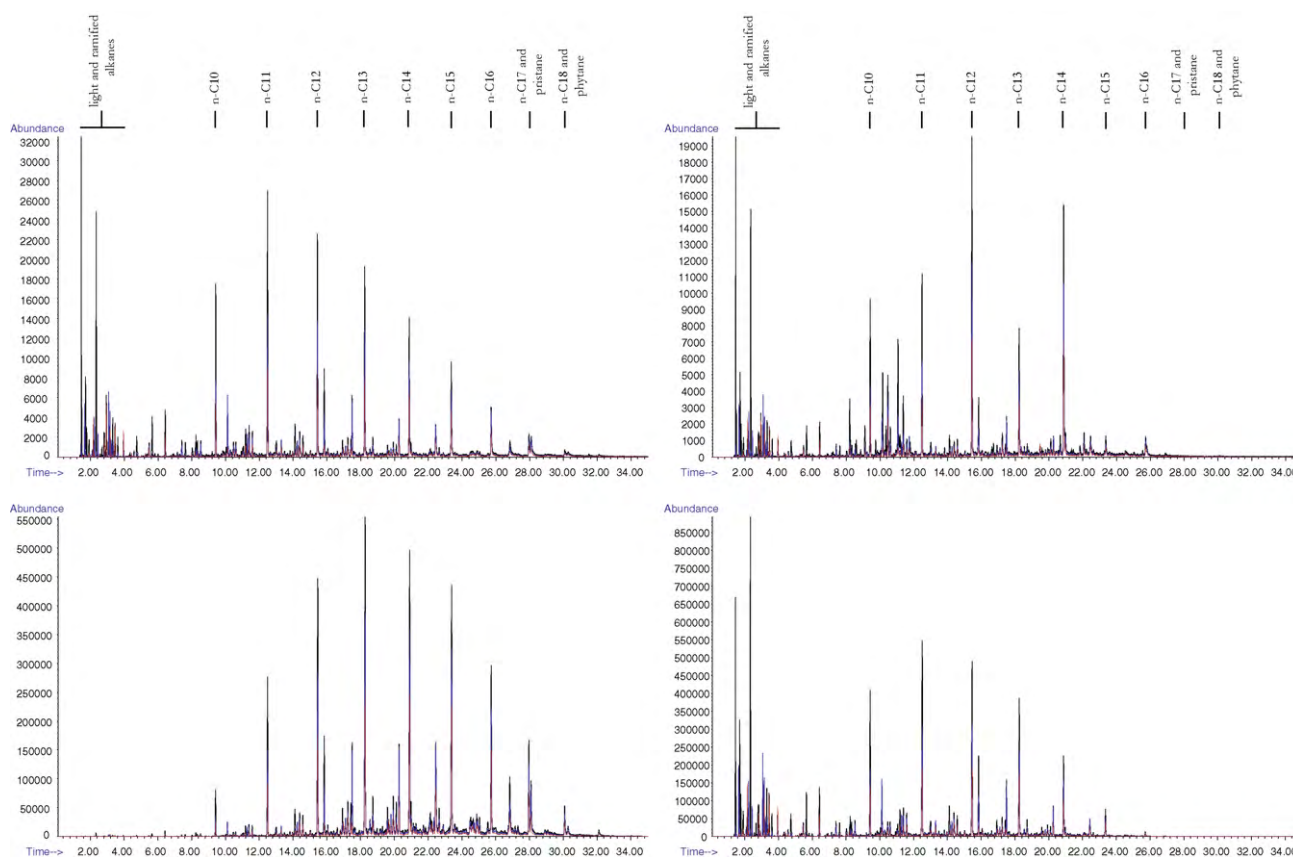 light and ramified
alkanes
n-C10
n-C11
n-C12
n-C13
n-C14
n-C15
n-C16
n-C17 and
pristane
n-C18 and
phytane
Abundance
32000
30000
28000
26000
24000
22000
20000
18000
16000
14000
12000
10000
8000
6000
4000
2000
0
Time--> 2.00 4.00 6.00 8.00 10.00 12.00 14.00 16.00 18.00 20.00 22.00 24.00 26.00 28.00 30.00 32.00 34.00
light and ramified
alkanes
n-C10
n-C11
n-C12
n-C13
n-C14
n-C15
n-C16
n-C17 and
pristane
n-C18 and
phytane
Abundance
19000
18000
17000
16000
15000
14000
13000
12000
11000
10000
9000
8000
7000
6000
5000
4000
3000
2000
1000
0
Time--> 2.00 4.00 6.00 8.00 10.00 12.00 14.00 16.00 18.00 20.00 22.00 24.00 26.00 28.00 30.00 32.00 34.00
Abundance
550000
500000
450000
400000
350000
300000
250000
200000
150000
100000
50000
0
Time--> 2.00 4.00 6.00 8.00 10.00 12.00 14.00 16.00 18.00 20.00 22.00 24.00 26.00 28.00 30.00 32.00 34.00
Abundance
850000
800000
750000
700000
650000
600000
550000
500000
450000
400000
350000
300000
250000
200000
150000
100000
50000
0
Time--> 2.00 4.00 6.00 8.00 10.00 12.00 14.00 16.00 18.00 20.00 22.00 24.00 26.00 28.00 30.00 32.00 34.00